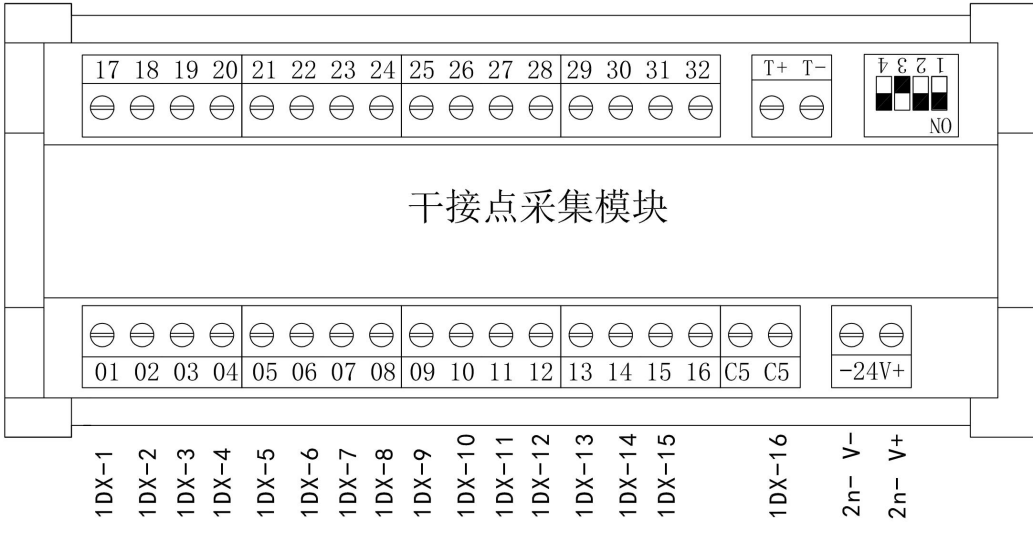 17 18 19 20 21 22 23 24 25 26 27 28 29 30 31 32
T+ T-
4 3 2 1
ON
干接点采集模块
01 02 03 04 05 06 07 08 09 10 11 12 13 14 15 16 C5 C5
-24V+
1DX-1
1DX-2
1DX-3
1DX-4
1DX-5
1DX-6
1DX-7
1DX-8
1DX-9
1DX-10
1DX-11
1DX-12
1DX-13
1DX-14
1DX-15
1DX-16
2n- V-
2n- V+